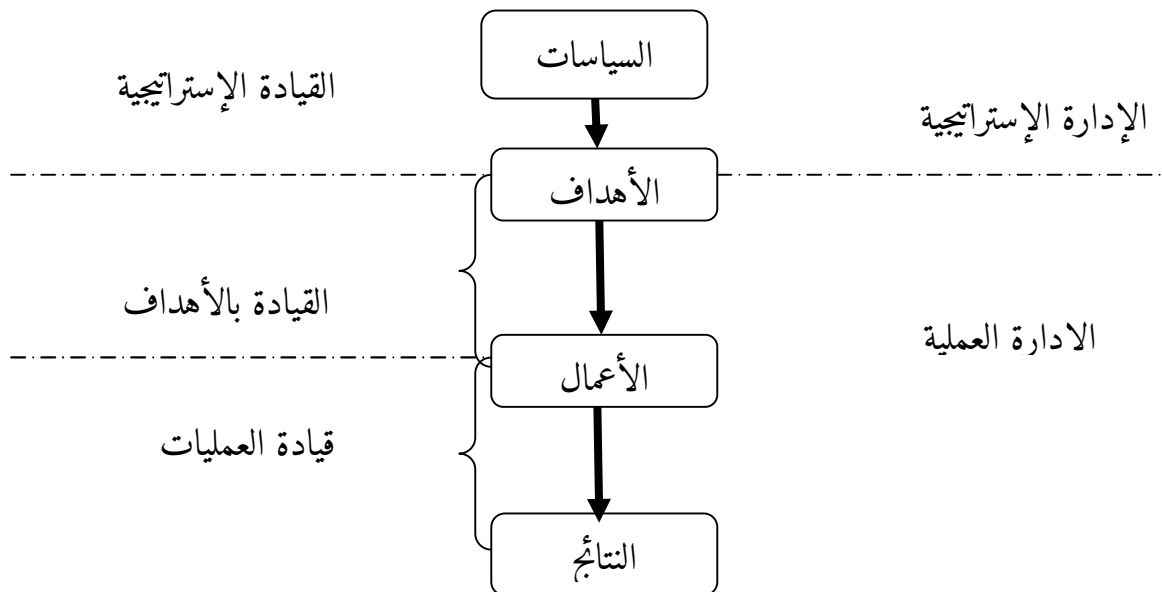 السياسات
القيادة الإستراتيجية
الإدارة الإستراتيجية
الأهداف
القيادة بالأهداف
الادارة العملية
الأعمال
قيادة العمليات
النتائج